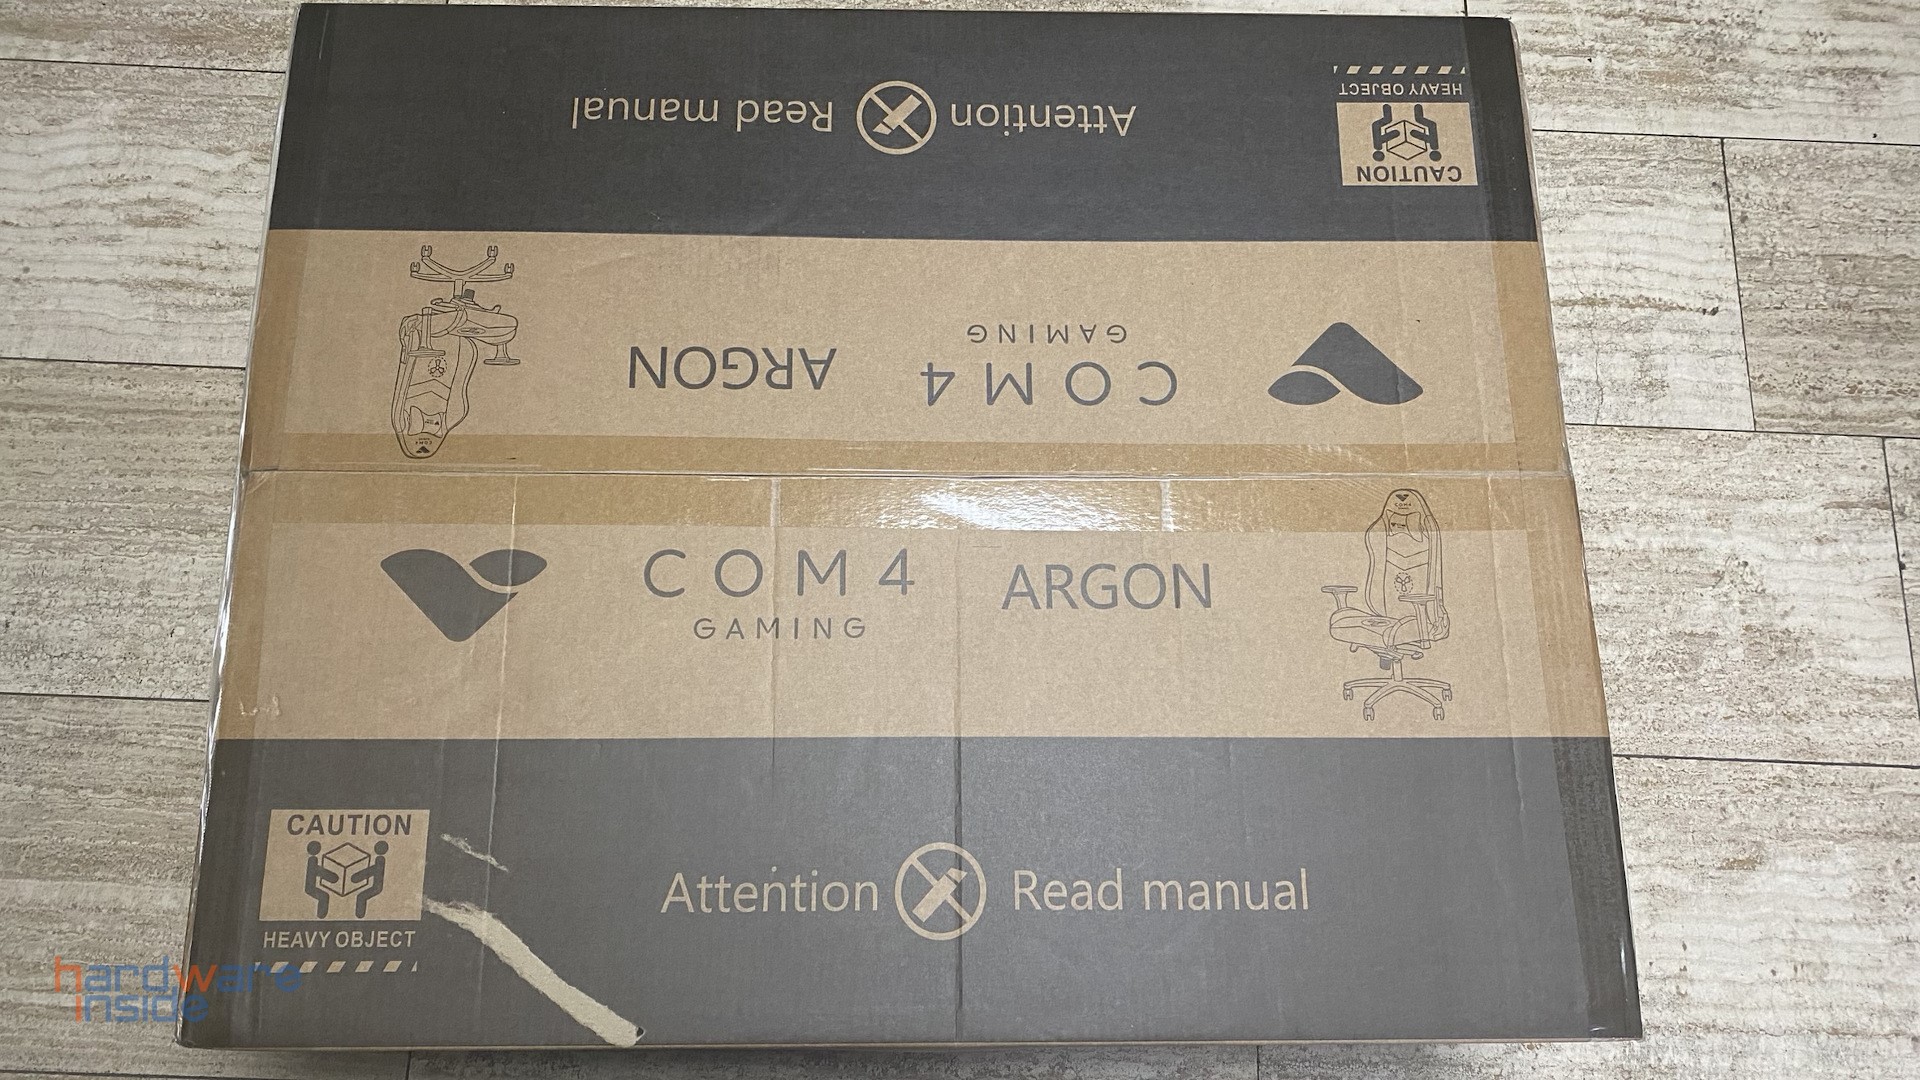 HEAVY OBJECT
CAUTION
Attention Read manual
COM4
GAMING
ARGON
COM4
GAMING
ARGON
CAUTION
HEAVY OBJECT
Attention Read manual
hardware
inside